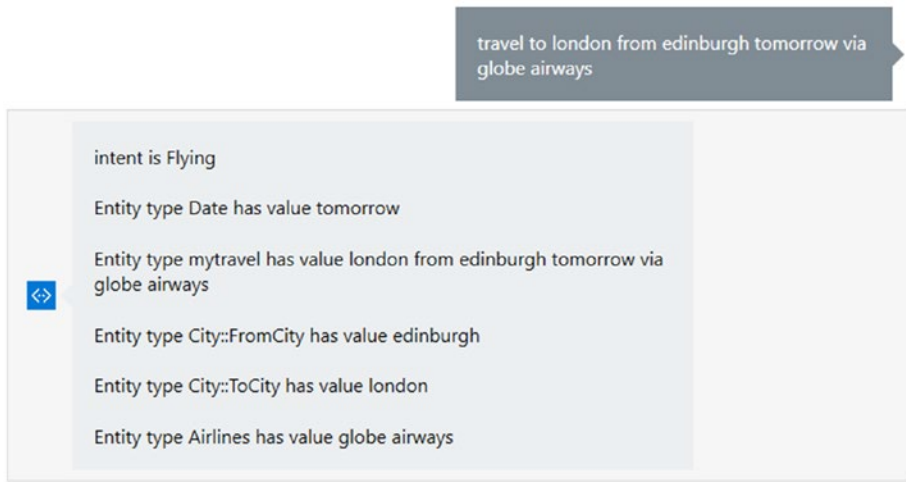 travel to london from edinburgh tomorrow via
globe airways
intent is Flying
Entity type Date has value tomorrow
Entity type mytravel has value london from edinburgh tomorrow via
globe airways
Entity type City::FromCity has value edinburgh
Entity type City::ToCity has value london
Entity type Airlines has value globe airways